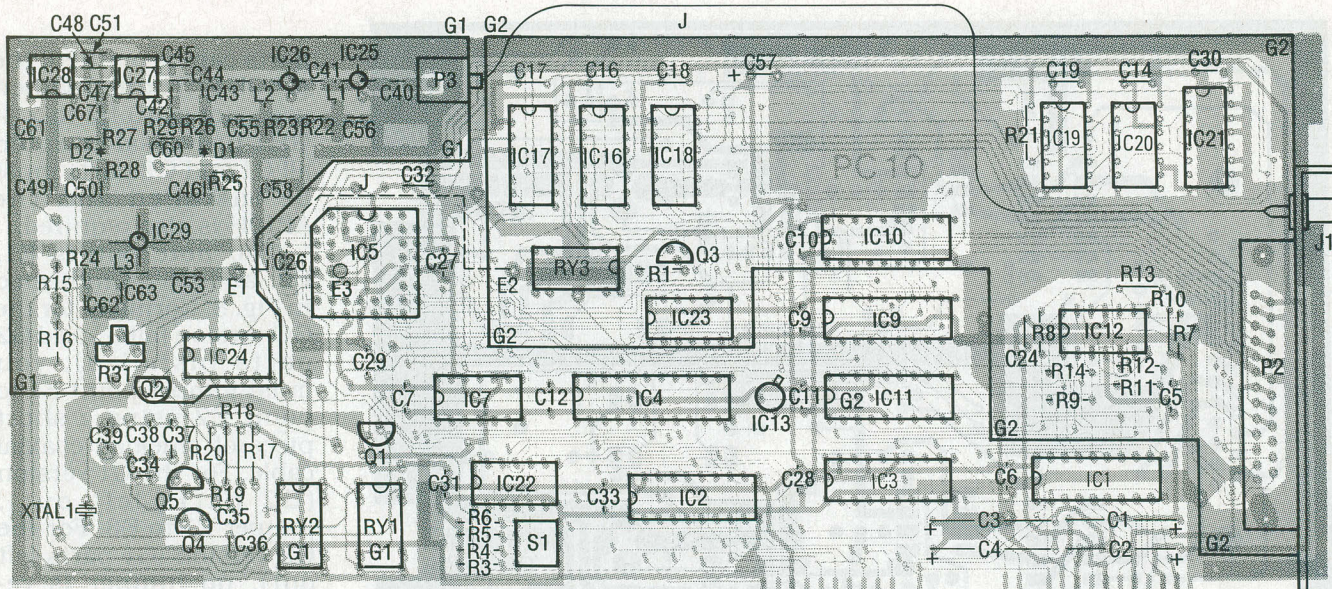 G1 G2 J
C48 C51
IC28 C47 IC27 C45 C44 IC26 C41 IC25 P3 C17 C16 C18 + C57 C19 C14 C30 G2
C67 C42 IC43 L2 L1 C40
C61 R27 R29 R26 C55 R23 R22 C56 G1 IC17 IC16 IC18 R21 IC19 IC20 IC21
D2 C60 D1
R28 R25 C32 PC16
C49 C50 C46 C58 J
IC29 IC5 C10 IC10 J1
R24 L3 C26 C27 RY3 Q3 R1
R15 C53 E1 E3 E2 R13
C62 C63 R10
R16 IC24 G2 IC23 C9 IC9 R8 IC12 R7 P2
R31 C29 C24 R12
G1 Q2 R14 R11
C7 IC7 C12 IC4 IC13 C11 G2 IC11 R9 C5
C39 C38 C37 R18 Q1 G2
C34 R20 R17
Q5 R19 C31 IC22 C33 IC2 C28 IC3 C6 IC1
XTAL1 C35 RY2 RY1 R6 S1 C3 C1
Q4 IC36 G1 G1 R5 + C4 C2 +
R4 + + G2
R3